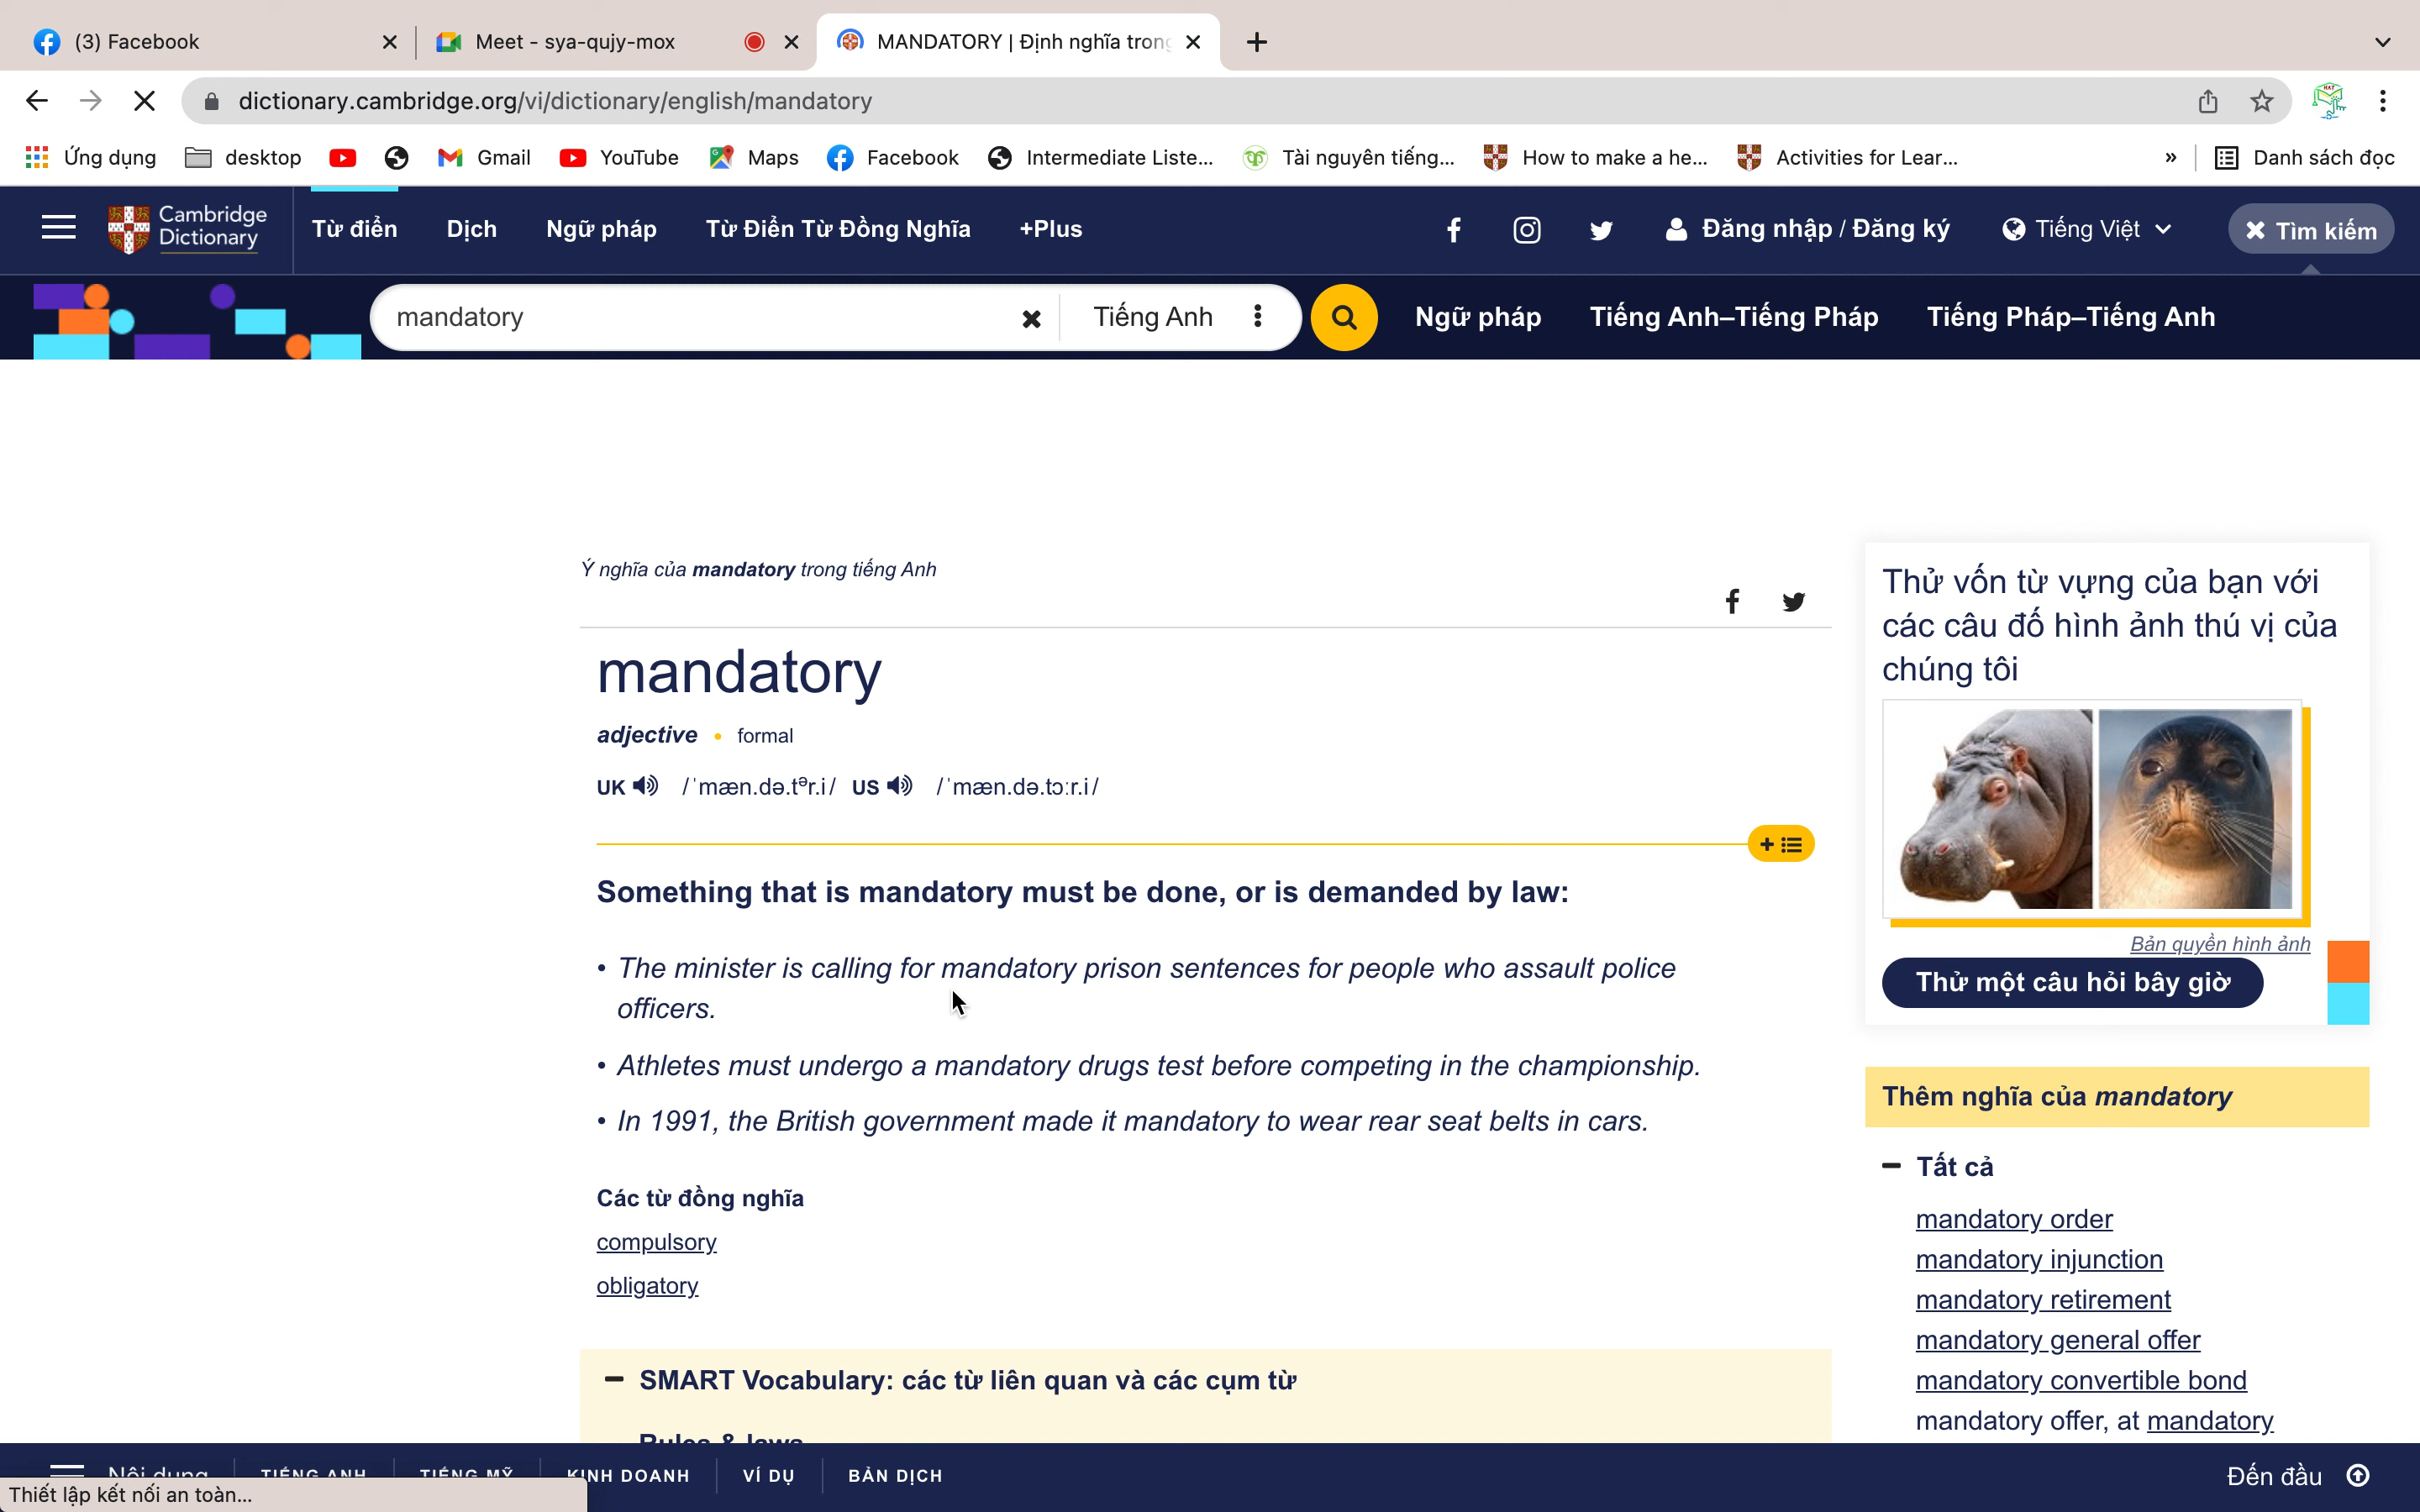 (3) Facebook
Meet - sya-qujy-mox
MANDATORY | Định nghĩa tron
dictionary.cambridge.org/vi/dictionary/english/mandatory
Ứng dụng
desktop
Gmail
YouTube
Maps
Facebook
Intermediate Liste...
Tài nguyên tiếng...
How to make a he...
Activities for Lear...
»
Danh sách đọc
Cambridge
Dictionary
Từ điển
Dịch
Ngữ pháp
Từ Điển Từ Đồng Nghĩa
+Plus
Đăng nhập / Đăng ký
Tiếng Việt
Tìm kiếm
mandatory
Tiếng Anh
Ngữ pháp
Tiếng Anh–Tiếng Pháp
Tiếng Pháp–Tiếng Anh
Ý nghĩa của mandatory trong tiếng Anh
mandatory
adjective • formal
UK /ˈmæn.də.tᵊr.i/ US /ˈmæn.də.tɔːr.i/
Something that is mandatory must be done, or is demanded by law:
• The minister is calling for mandatory prison sentences for people who assault police
officers.
• Athletes must undergo a mandatory drugs test before competing in the championship.
• In 1991, the British government made it mandatory to wear rear seat belts in cars.
Các từ đồng nghĩa
compulsory
obligatory
SMART Vocabulary: các từ liên quan và các cụm từ
Rules & laws
Thử vốn từ vựng của bạn với
các câu đố hình ảnh thú vị của
chúng tôi
Bản quyền hình ảnh
Thử một câu hỏi bây giờ
Thêm nghĩa của mandatory
Tất cả
mandatory order
mandatory injunction
mandatory retirement
mandatory general offer
mandatory convertible bond
mandatory offer, at mandatory
Nội dung
TIẾNG ANH
TIẾNG MỸ
KINH DOANH
VÍ DỤ
BẢN DỊCH
Đến đầu
Thiết lập kết nối an toàn...